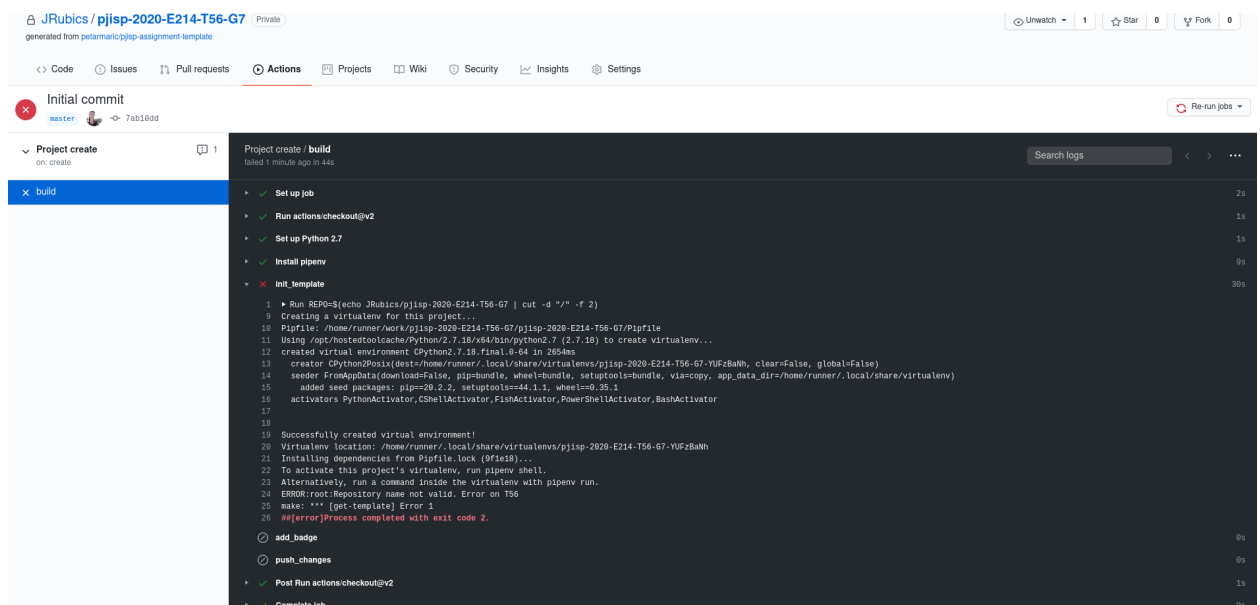 JRubics / pjisp-2020-E214-T56-G7 Private
generated from petarmaric/pjisp-assignment-template
Unwatch 1 Star 0 Fork 0
Code Issues Pull requests Actions Projects Wiki Security Insights Settings
Initial commit
master 7ab10dd
Re-run jobs
Project create 1
on: create
build
Project create / build
failed 1 minute ago in 44s
Search logs
Set up job 2s
Run actions/checkout@v2 1s
Set up Python 2.7 1s
Install pipenv 9s
init_template 30s
1 Run REPO=$(echo JRubics/pjisp-2020-E214-T56-G7 | cut -d "/" -f 2)
9 Creating a virtualenv for this project...
10 Pipfile: /home/runner/work/pjisp-2020-E214-T56-G7/pjisp-2020-E214-T56-G7/Pipfile
11 Using /opt/hostedtoolcache/Python/2.7.18/x64/bin/python2.7 (2.7.18) to create virtualenv...
12 created virtual environment CPython2.7.18.final.0-64 in 2654ms
13 creator CPython2Posix(dest=/home/runner/.local/share/virtualenvs/pjisp-2020-E214-T56-G7-YUFzBaNh, clear=False, global=False)
14 seeder FromAppData(download=False, pip=bundle, wheel=bundle, setuptools=bundle, via=copy, app_data_dir=/home/runner/.local/share/virtualenv)
15 added seed packages: pip==20.2.2, setuptools==44.1.1, wheel==0.35.1
16 activators PythonActivator,CShellActivator,FishActivator,PowerShellActivator,BashActivator
17
18
19 Successfully created virtual environment!
20 Virtualenv location: /home/runner/.local/share/virtualenvs/pjisp-2020-E214-T56-G7-YUFzBaNh
21 Installing dependencies from Pipfile.lock (9f1e18)...
22 To activate this project's virtualenv, run pipenv shell.
23 Alternatively, run a command inside the virtualenv with pipenv run.
24 ERROR:root:Repository name not valid. Error on T56
25 make: *** [get-template] Error 1
26 ##[error]Process completed with exit code 2.
add_badge 0s
push_changes 0s
Post Run actions/checkout@v2 1s
Complete job 0s